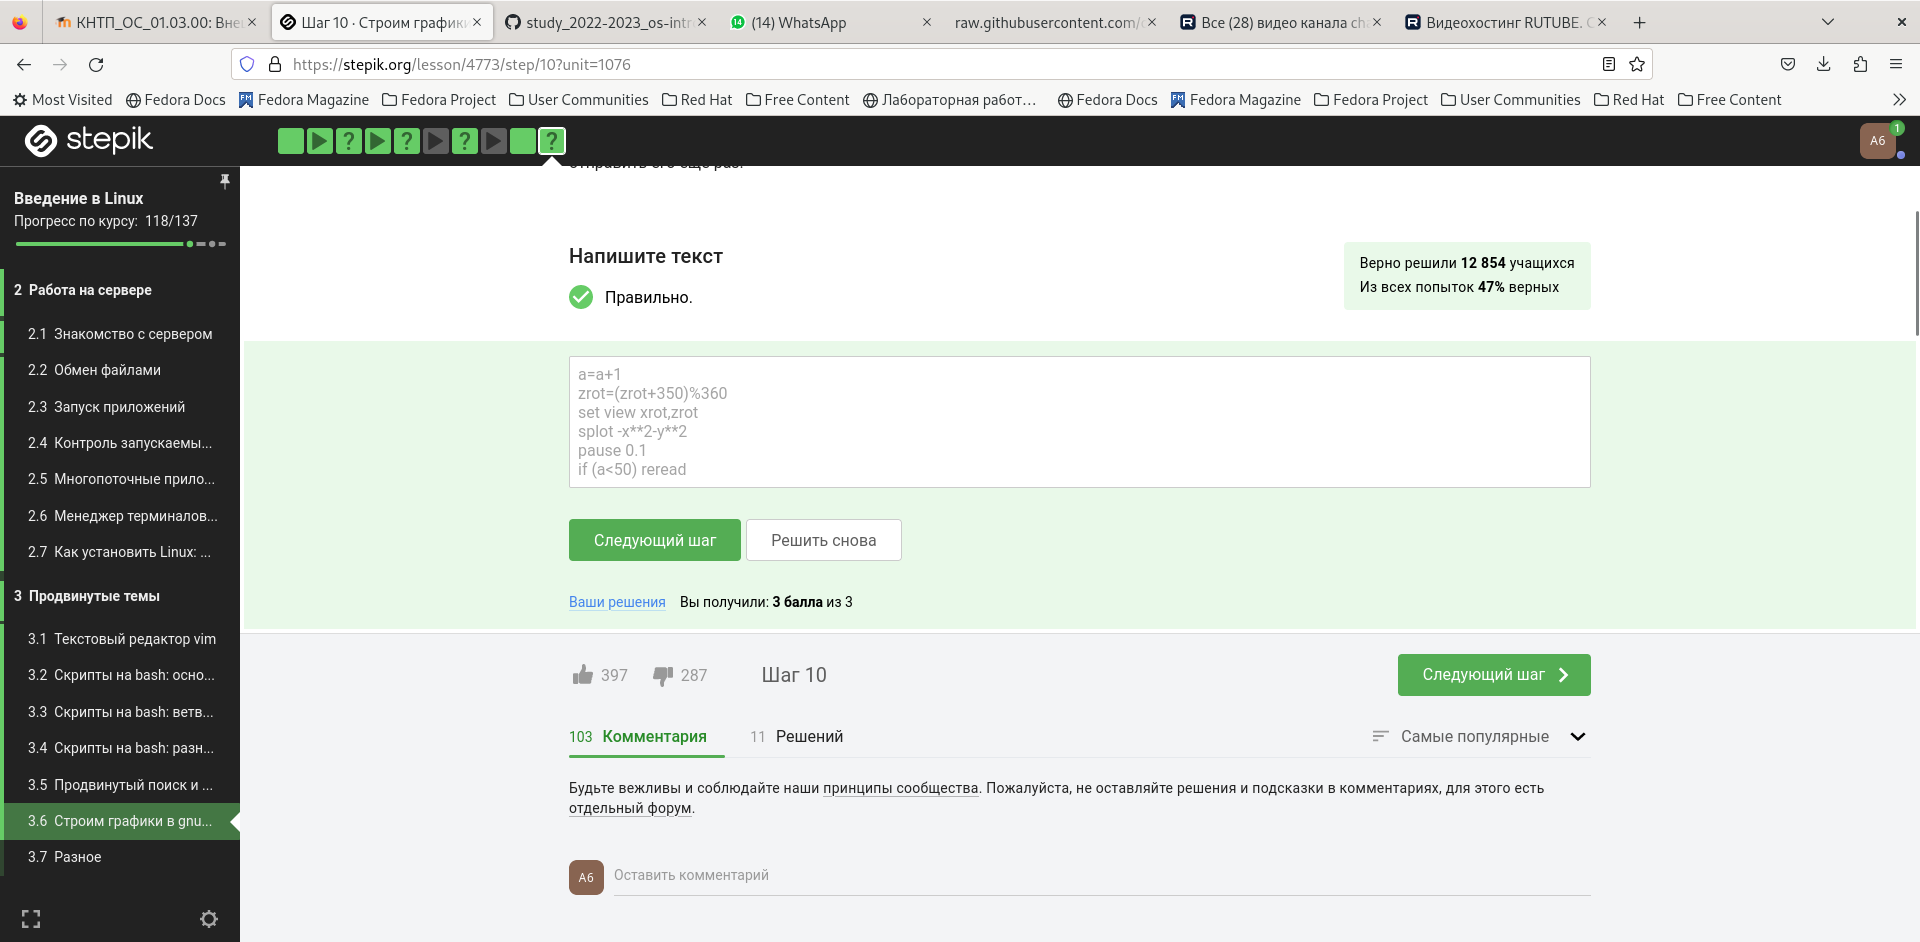 КНТП_ОС_01.03.00: Вне
Шаг 10 · Строим график
study_2022-2023_os-intr
14
(14) WhatsApp
raw.githubusercontent.com/
Все (28) видео канала
Видеохостинг RUTUBE.
https://stepik.org/lesson/4773/step/10?unit=1076
Most Visited Fedora Docs Fedora Magazine Fedora Project User Communities Red Hat Free Content Лабораторная работ… Fedora Docs Fedora Magazine Fedora Project User Communities Red Hat Free Content
stepik
A6
1
отправить его еще раз.
Введение в Linux
Прогресс по курсу: 118/137
2 Работа на сервере
2.1 Знакомство с сервером
2.2 Обмен файлами
2.3 Запуск приложений
2.4 Контроль запускаемы...
2.5 Многопоточные прило...
2.6 Менеджер терминалов...
2.7 Как установить Linux: ...
3 Продвинутые темы
3.1 Текстовый редактор vim
3.2 Скрипты на bash: осно...
3.3 Скрипты на bash: ветв...
3.4 Скрипты на bash: разн...
3.5 Продвинутый поиск и ...
3.6 Строим графики в gnu...
3.7 Разное
Напишите текст
Правильно.
Верно решили 12 854 учащихся
Из всех попыток 47% верных
a=a+1
zrot=(zrot+350)%360
set view xrot,zrot
splot -x**2-y**2
pause 0.1
if (a<50) reread
Следующий шаг
Решить снова
Ваши решения Вы получили: 3 балла из 3
397 287 Шаг 10
Следующий шаг
103 Комментария
11 Решений
Самые популярные
Будьте вежливы и соблюдайте наши принципы сообщества. Пожалуйста, не оставляйте решения и подсказки в комментариях, для этого есть
отдельный форум.
A6
Оставить комментарий